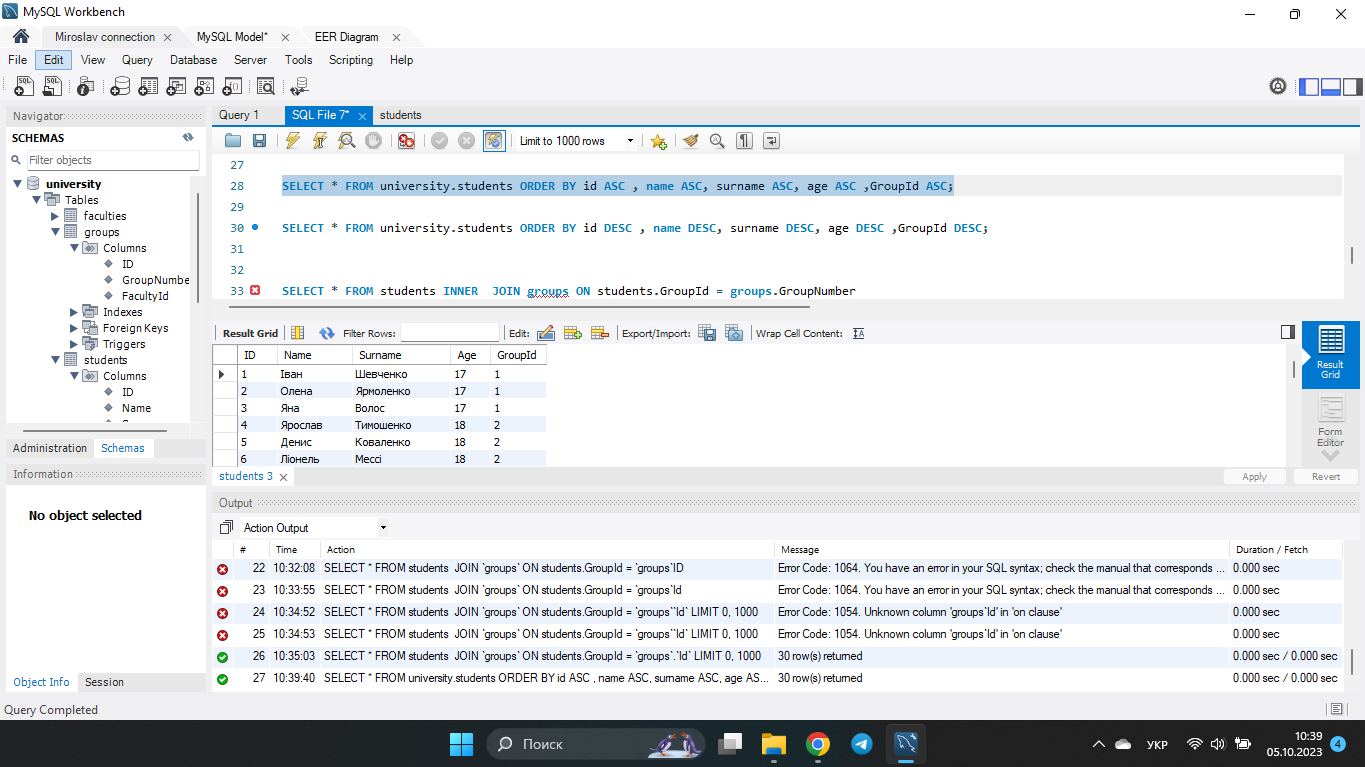 MySQL Workbench
Miroslav connection
MySQL Model*
EER Diagram
File Edit View Query Database Server Tools Scripting Help
Navigator
SCHEMAS
Filter objects
university
Tables
faculties
groups
Columns
ID
GroupNumbe
FacultyId
Indexes
Foreign Keys
Triggers
students
Columns
ID
Name
Administration Schemas
Information
No object selected
Object Info Session
Query 1 SQL File 7* students
Limit to 1000 rows
27
28 SELECT * FROM university.students ORDER BY id ASC , name ASC, surname ASC, age ASC ,GroupId ASC;
29
30 SELECT * FROM university.students ORDER BY id DESC , name DESC, surname DESC, age DESC ,GroupId DESC;
31
32
33 SELECT * FROM students INNER  JOIN groups ON students.GroupId = groups.GroupNumber
Result Grid Filter Rows: Edit: Export/Import: Wrap Cell Content:
ID Name Surname Age GroupId
1 Іван Шевченко 17 1
2 Олена Ярмоленко 17 1
3 Яна Волос 17 1
4 Ярослав Тимошенко 18 2
5 Денис Коваленко 18 2
6 Ліонель Мессі 18 2
Result
Grid
Form
Editor
students 3
Apply Revert
Output
Action Output
# Time Action Message Duration / Fetch
22 10:32:08 SELECT * FROM students  JOIN `groups` ON students.GroupId = `groups`ID Error Code: 1064. You have an error in your SQL syntax; check the manual that corresponds ... 0.000 sec
23 10:33:55 SELECT * FROM students  JOIN `groups` ON students.GroupId = `groups`Id Error Code: 1064. You have an error in your SQL syntax; check the manual that corresponds ... 0.000 sec
24 10:34:52 SELECT * FROM students  JOIN `groups` ON students.GroupId = `groups``Id` LIMIT 0, 1000 Error Code: 1054. Unknown column 'groups`Id' in 'on clause' 0.000 sec
25 10:34:53 SELECT * FROM students  JOIN `groups` ON students.GroupId = `groups``Id` LIMIT 0, 1000 Error Code: 1054. Unknown column 'groups`Id' in 'on clause' 0.000 sec
26 10:35:03 SELECT * FROM students  JOIN `groups` ON students.GroupId = `groups`.`Id` LIMIT 0, 1000 30 row(s) returned 0.000 sec / 0.000 sec
27 10:39:40 SELECT * FROM university.students ORDER BY id ASC , name ASC, surname ASC, age AS... 30 row(s) returned 0.000 sec / 0.000 sec
Query Completed
Поиск
УКР
10:39
05.10.2023
4